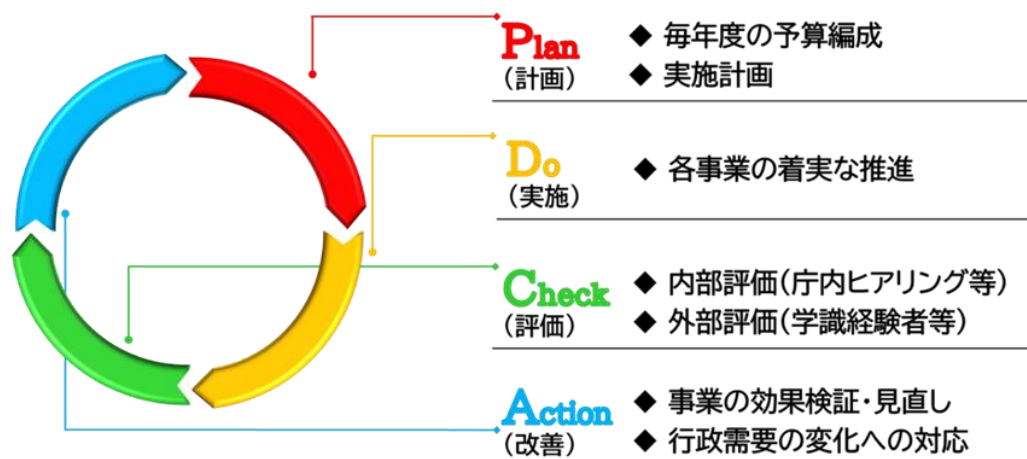 Plan
(計画)
◆ 毎年度の予算編成
◆ 実施計画
Do
(実施)
◆ 各事業の着実な推進
Check
(評価)
◆ 内部評価(庁内ヒアリング等)
◆ 外部評価(学識経験者等)
Action
(改善)
◆ 事業の効果検証・見直し
◆ 行政需要の変化への対応